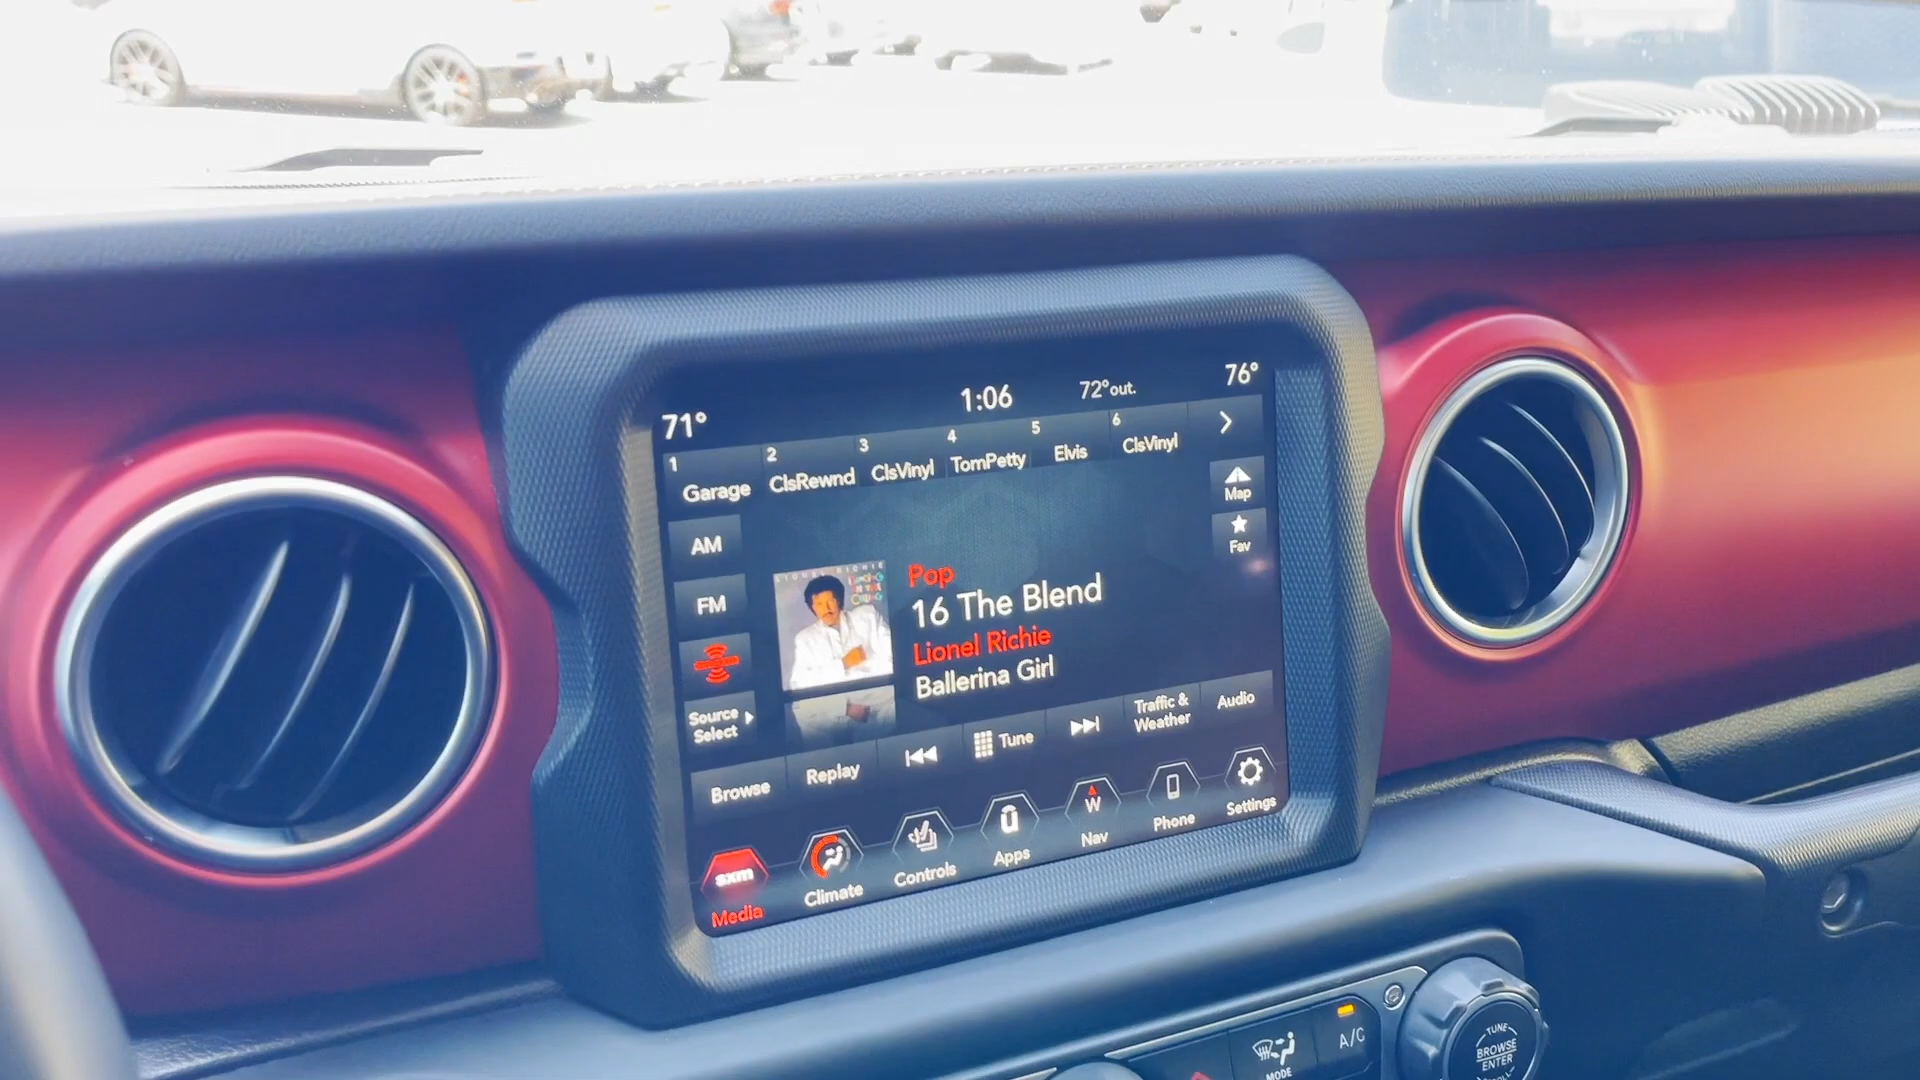 71°
1:06
72°out.
76°
1
Garage
2
ClsRewnd
3
ClsVinyl
4
TomPetty
5
Elvis
6
ClsVinyl
AM
FM
Source
Select
Map
Fav
LIONEL RICHIE
Pop
16 The Blend
Lionel Richie
Ballerina Girl
Browse
Replay
Tune
Traffic &
Weather
Audio
sxm
Media
Climate
Controls
Apps
W
Nav
Phone
Settings
MODE
A/C
TUNE
BROWSE
ENTER